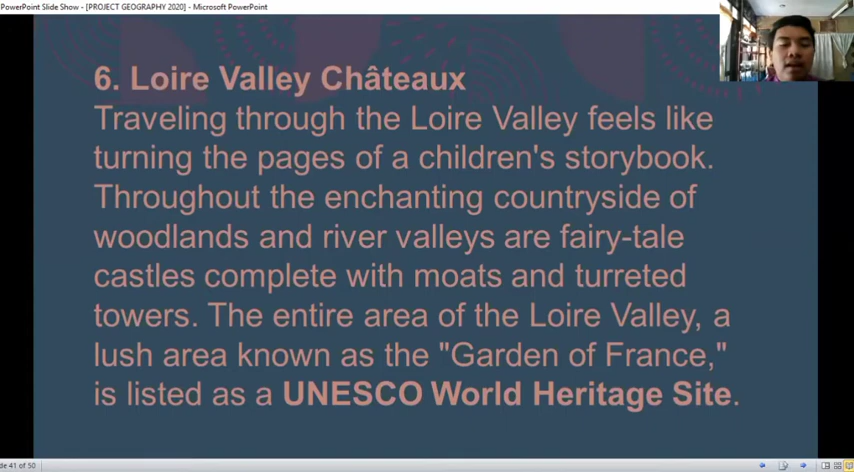 PowerPoint Slide Show - [PROJECT GEOGRAPHY 2020] - Microsoft PowerPoint
6. Loire Valley Châteaux
Traveling through the Loire Valley feels like
turning the pages of a children's storybook.
Throughout the enchanting countryside of
woodlands and river valleys are fairy-tale
castles complete with moats and turreted
towers. The entire area of the Loire Valley, a
lush area known as the "Garden of France,"
is listed as a UNESCO World Heritage Site.
de 41 of 50